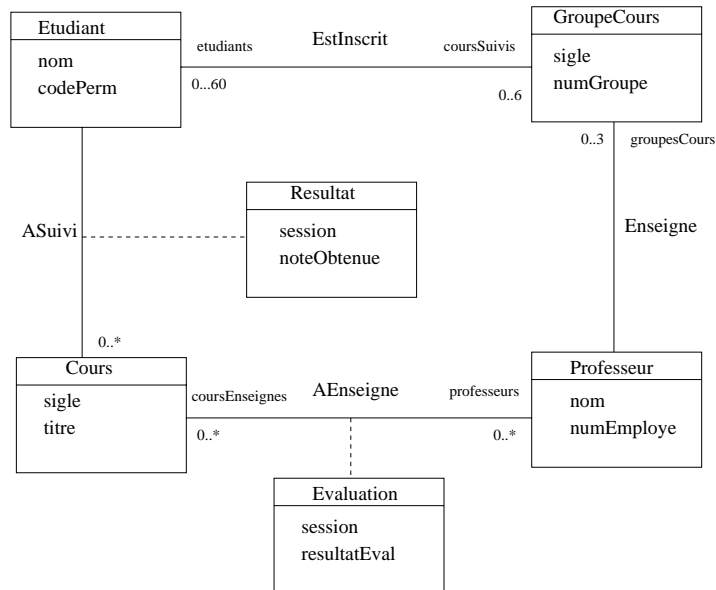 Etudiant
nom
codePerm
etudiants
EstInscrit
coursSuivis
0...60
0..6
GroupeCours
sigle
numGroupe
0..3
groupesCours
ASuivi
Resultat
session
noteObtenue
Enseigne
0..*
Cours
sigle
titre
coursEnseignes
AEnseigne
professeurs
0..*
0..*
Professeur
nom
numEmploye
Evaluation
session
resultatEval